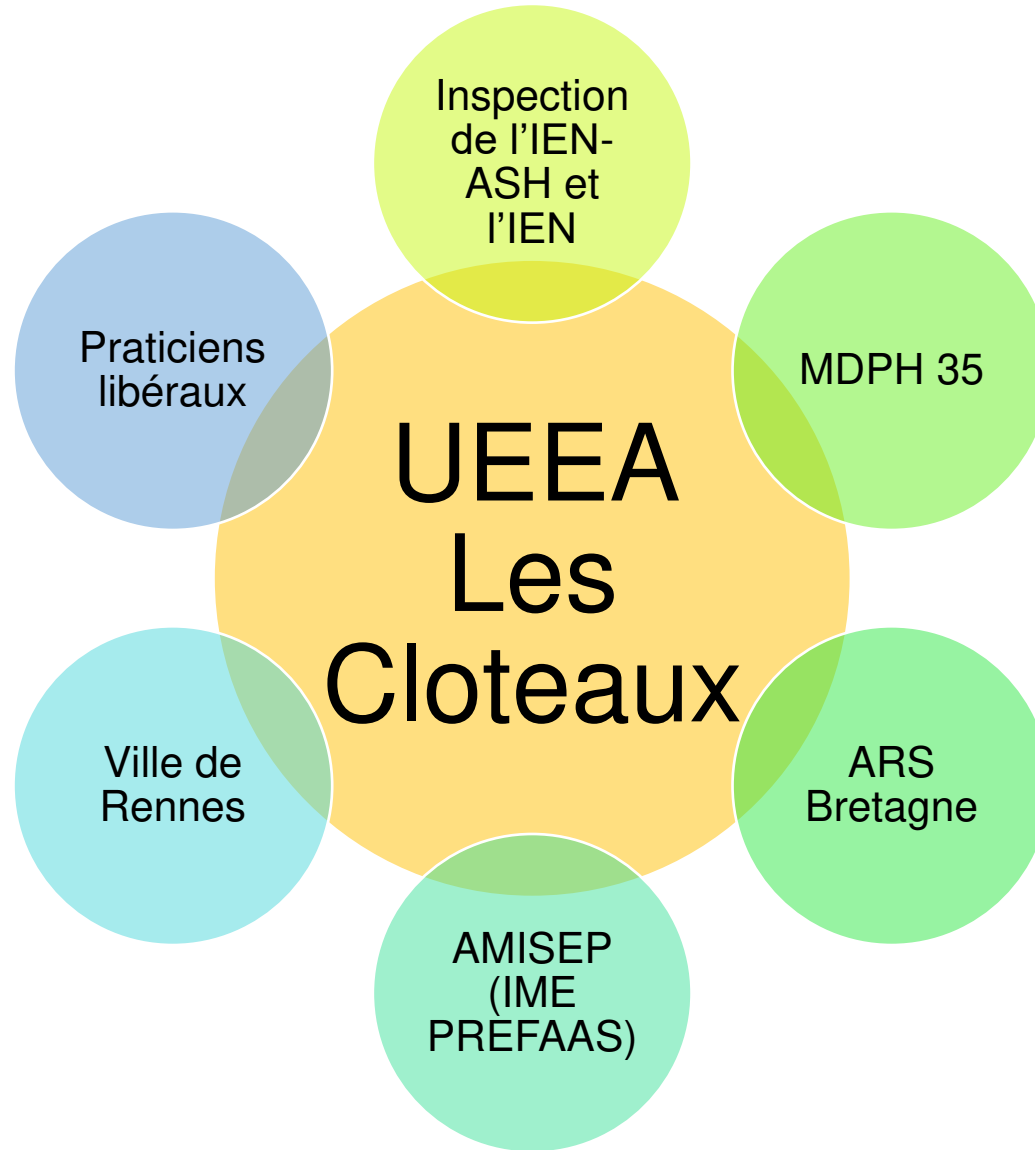 Inspection
de l’IEN-
ASH et
l’IEN
Praticiens
libéraux
MDPH 35
UEEA
Les
Cloteaux
Ville de
Rennes
ARS
Bretagne
AMISEP
(IME
PREFAAS)